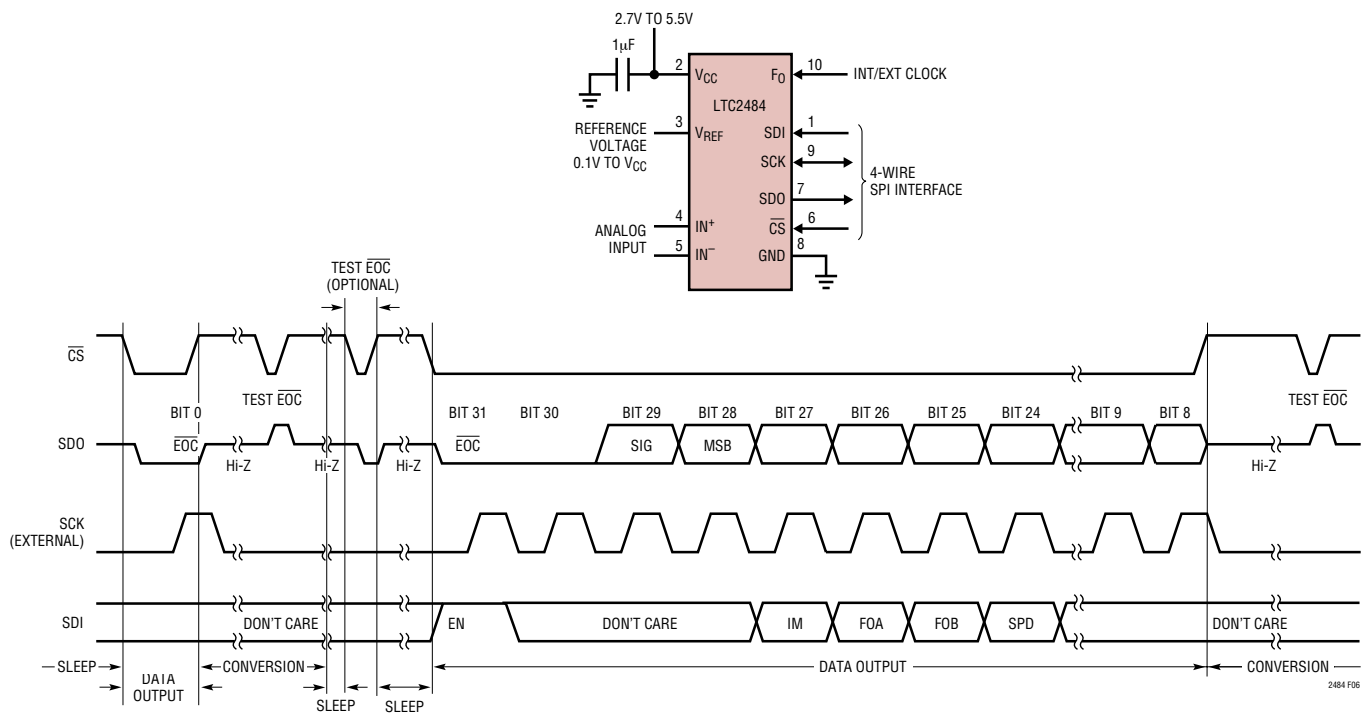 2.7V TO 5.5V
1µF
2
VCC
FO
10
INT/EXT CLOCK
LTC2484
REFERENCE
VOLTAGE
0.1V TO VCC
3
VREF
SDI
1
SCK
9
4-WIRE
SPI INTERFACE
SDO
7
ANALOG
INPUT
4
IN+
CS
6
5
IN–
GND
8
TEST EOC
(OPTIONAL)
CS
TEST EOC
TEST EOC
BIT 0
BIT 31
BIT 30
BIT 29
BIT 28
BIT 27
BIT 26
BIT 25
BIT 24
BIT 9
BIT 8
SDO
EOC
EOC
SIG
MSB
Hi-Z
Hi-Z
Hi-Z
Hi-Z
SCK
(EXTERNAL)
SDI
DON'T CARE
EN
DON'T CARE
IM
FOA
FOB
SPD
DON'T CARE
SLEEP
CONVERSION
DATA OUTPUT
CONVERSION
DATA
OUTPUT
SLEEP
SLEEP
2484 F06